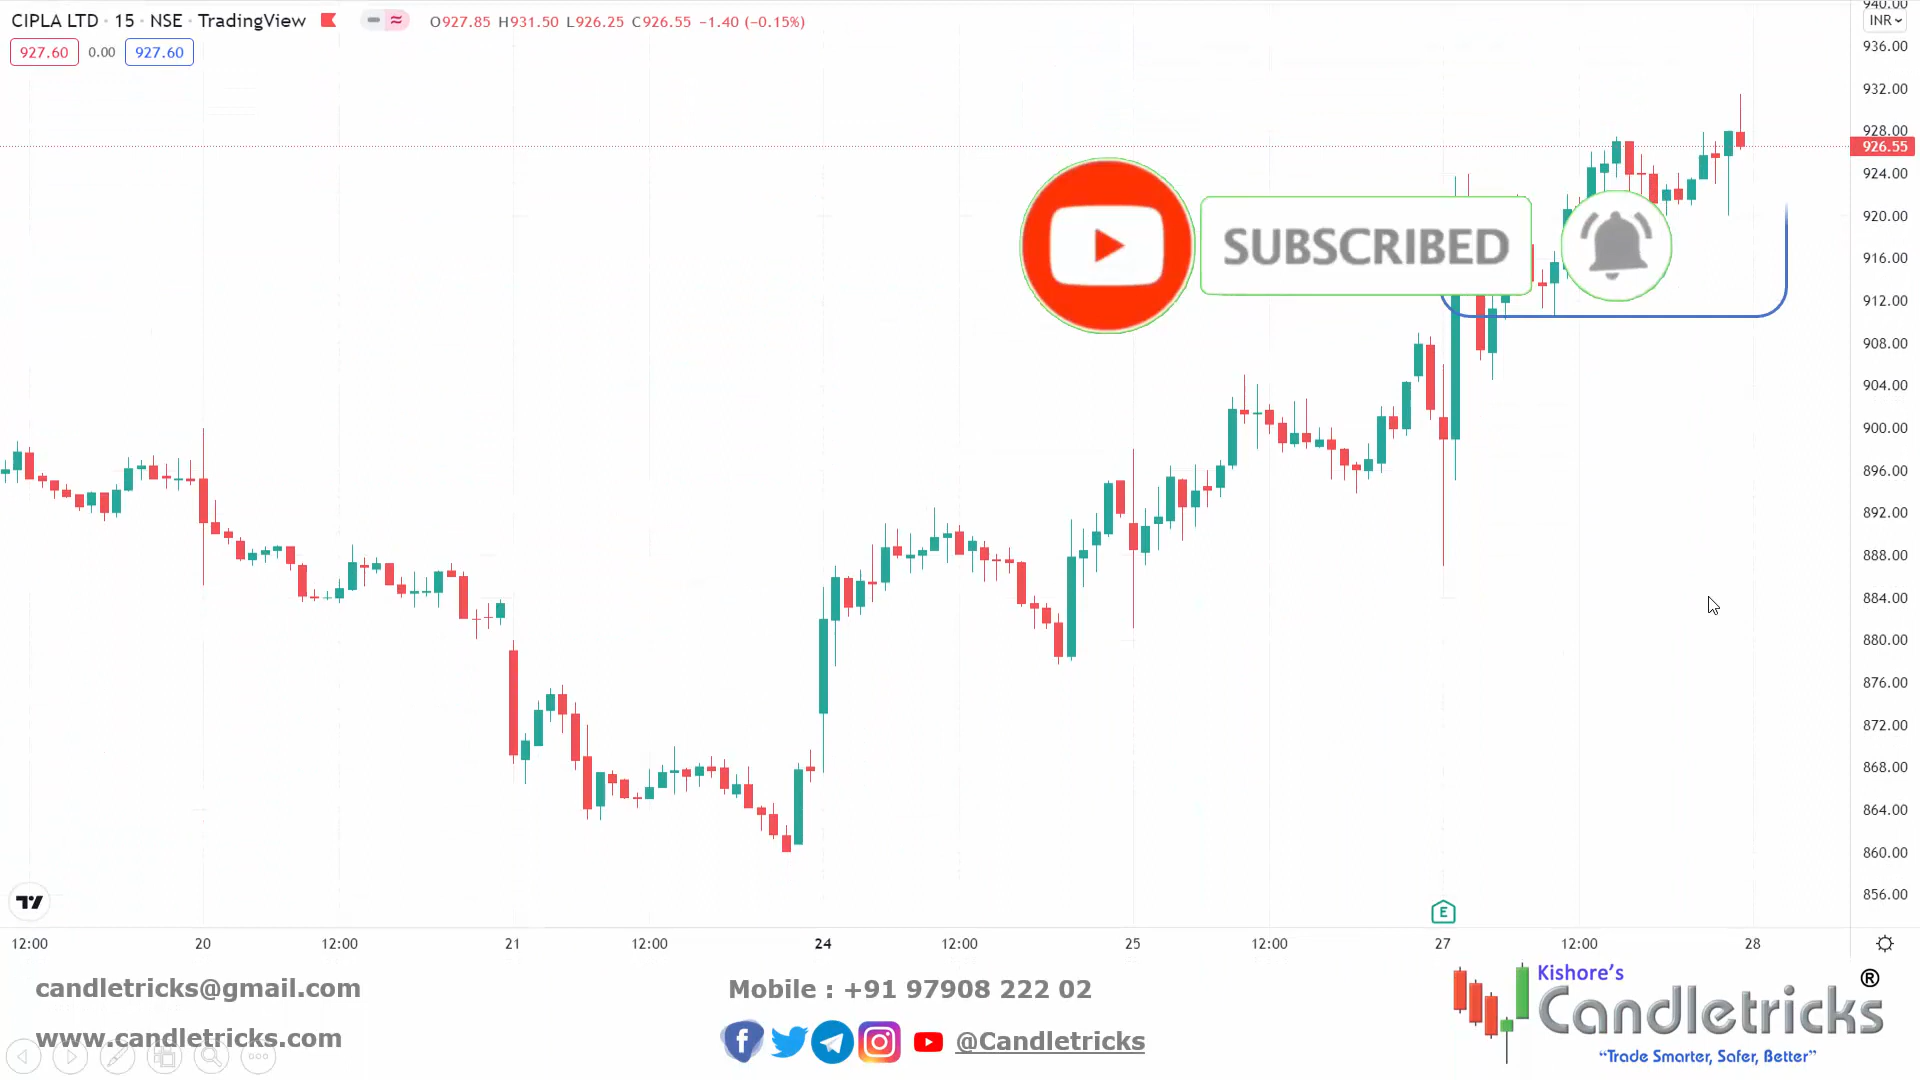 CIPLA LTD · 15 · NSE · TradingView
O927.85 H931.50 L926.25 C926.55 −1.40 (−0.15%)
927.60 0.00 927.60
940.00
INR
936.00
932.00
928.00
926.55
924.00
920.00
916.00
912.00
908.00
904.00
900.00
896.00
892.00
888.00
884.00
880.00
876.00
872.00
868.00
864.00
860.00
856.00
SUBSCRIBED
E
12:00 20 12:00 21 12:00 24 12:00 25 12:00 27 12:00 28
candletricks@gmail.com
www.candletricks.com
Mobile : +91 97908 222 02
@Candletricks
Kishore's
Candletricks ®
"Trade Smarter, Safer, Better"